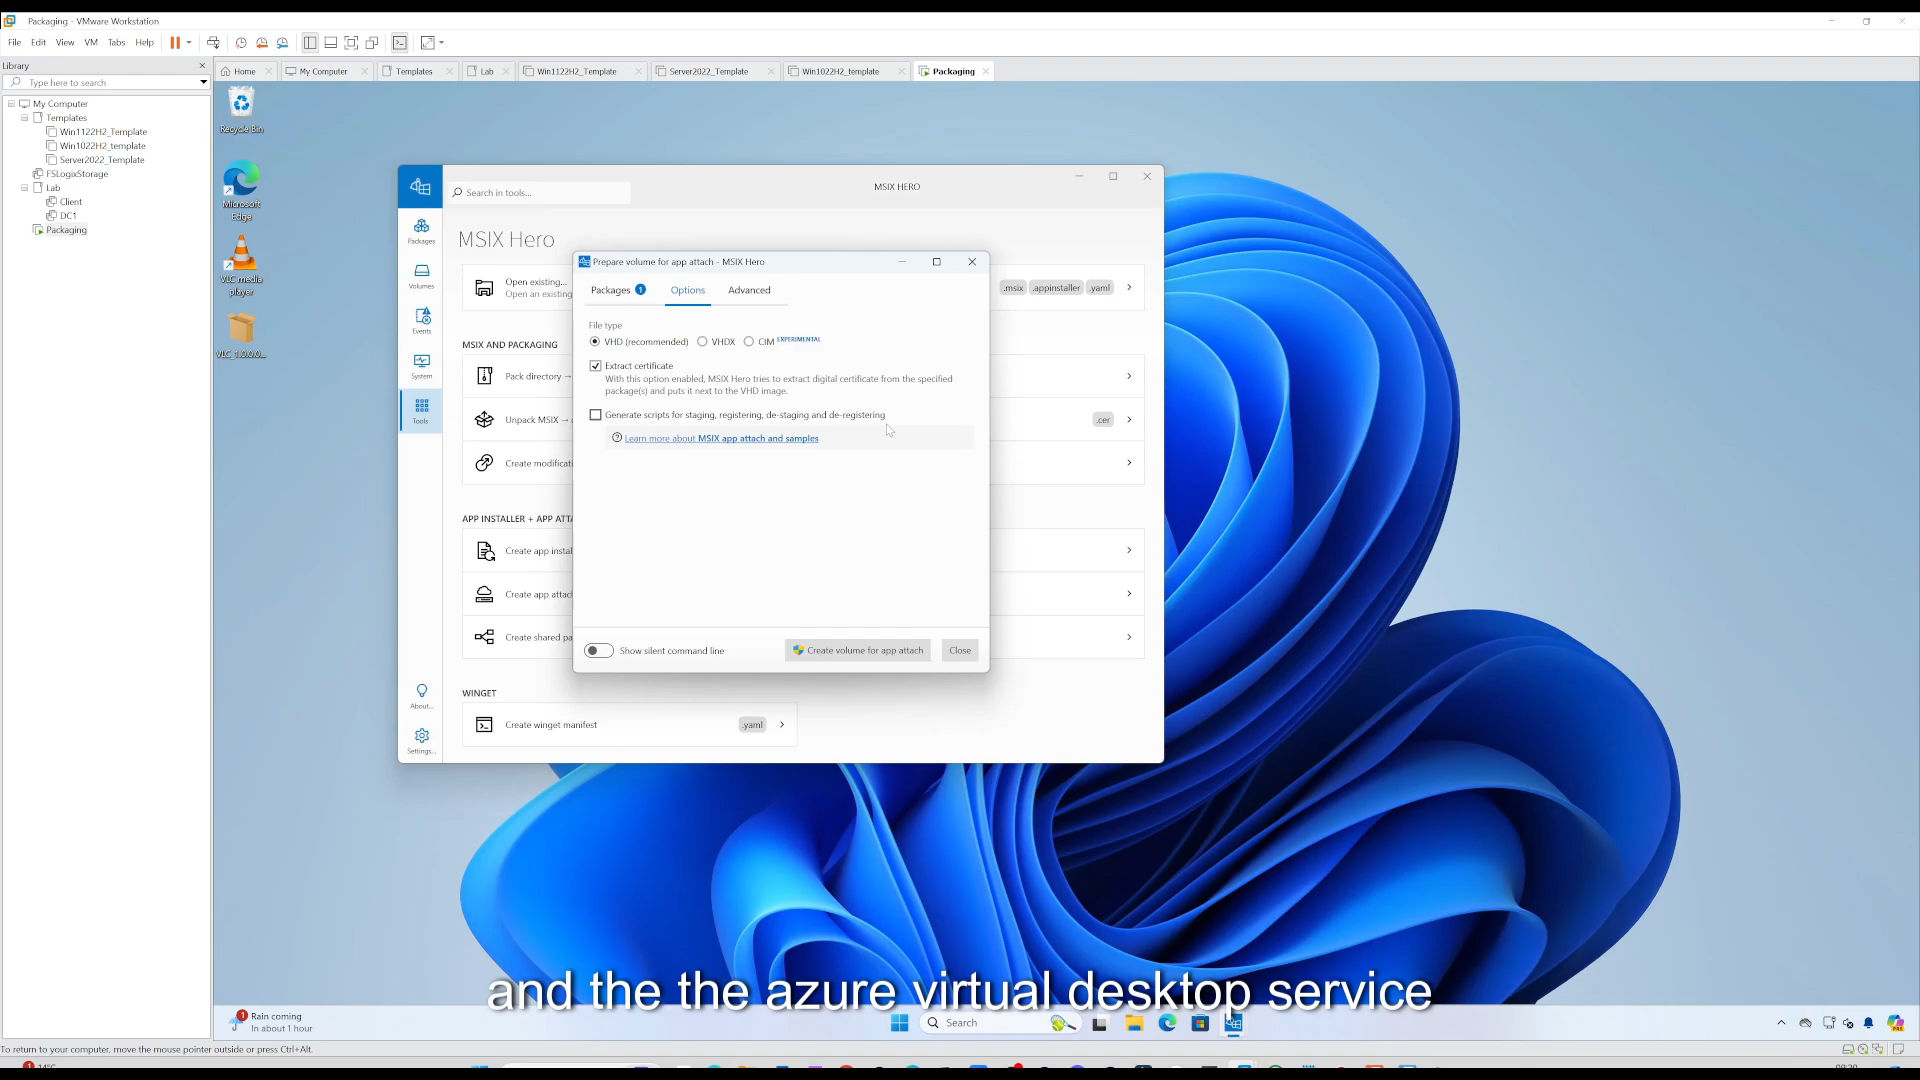 Packaging - VMware Workstation
File Edit View VM Tabs Help
Library
Type here to search
My Computer
Templates
Win1122H2_Template
Win1022H2_template
Server2022_Template
FSLogixStorage
Lab
Client
DC1
Packaging
Home
My Computer
Templates
Lab
Win1122H2_Template
Server2022_Template
Win1022H2_template
Packaging
Recycle Bin
Microsoft
Edge
VLC media
player
VLC_1.0.0.0...
Search in tools...
MSIX HERO
Packages
Volumes
Events
System
Tools
About...
Settings...
MSIX Hero
Open existing...
Open an existing
.msix .appinstaller .yaml
MSIX AND PACKAGING
Pack directory →
Unpack MSIX →
.cer
Create modificati
APP INSTALLER + APP ATTA
Create app instal
Create app attac
Create shared pa
WINGET
Create winget manifest
.yaml
Prepare volume for app attach - MSIX Hero
Packages 1 Options Advanced
File type
VHD (recommended) VHDX CIM EXPERIMENTAL
Extract certificate
With this option enabled, MSIX Hero tries to extract digital certificate from the specified
package(s) and puts it next to the VHD image.
Generate scripts for staging, registering, de-staging and de-registering
Learn more about MSIX app attach and samples
Show silent command line
Create volume for app attach
Close
and the the azure virtual desktop service
1
Rain coming
In about 1 hour
Search
To return to your computer, move the mouse pointer outside or press Ctrl+Alt.